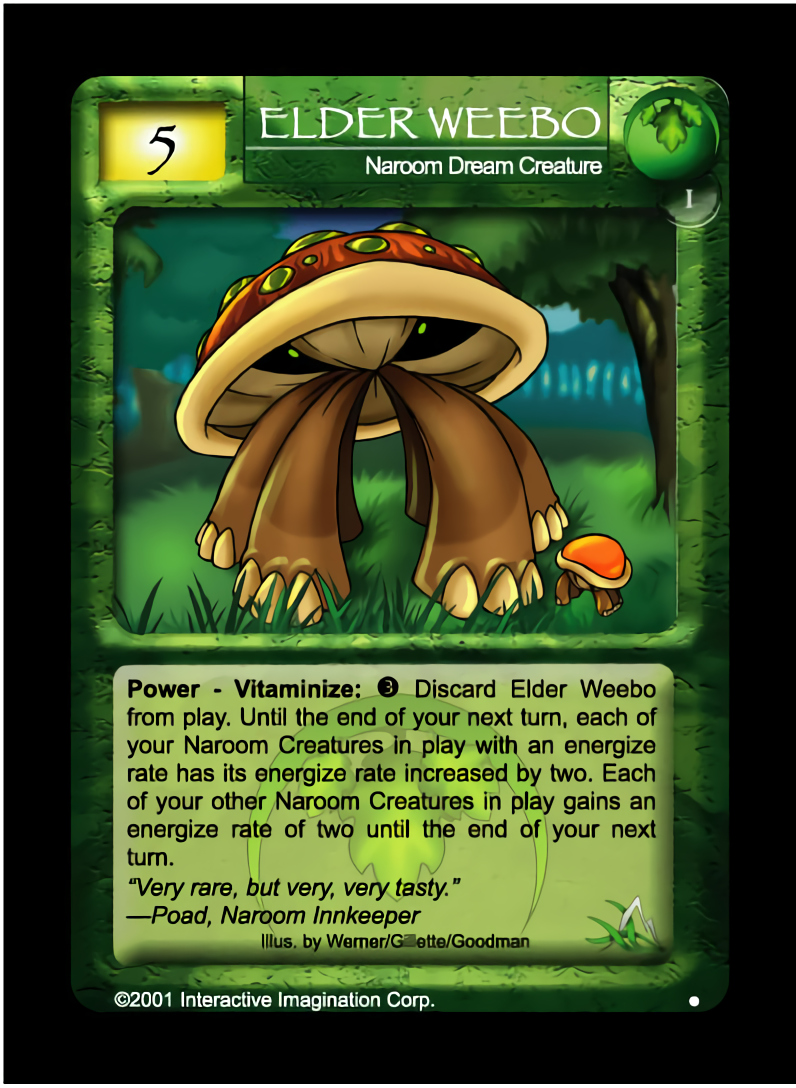 5
ELDER WEEBO
Naroom Dream Creature
I
Power - Vitaminize: ❸ Discard Elder Weebo
from play. Until the end of your next turn, each of
your Naroom Creatures in play with an energize
rate has its energize rate increased by two. Each
of your other Naroom Creatures in play gains an
energize rate of two until the end of your next
turn.
"Very rare, but very, very tasty."
—Poad, Naroom Innkeeper
Illus. by Werner/
©2001 Interactive Imagination Corp.